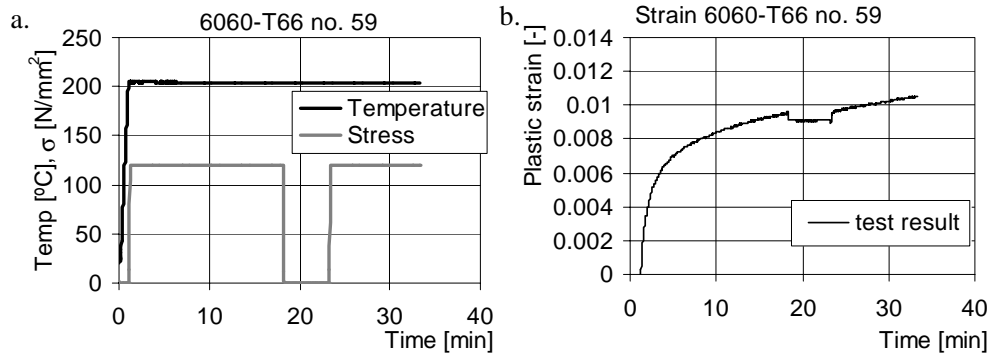 a.
6060-T66 no. 59
Temp [ºC], σ [N/mm²]
250
200
150
100
50
0
Temperature
Stress
0 10 20 30 40
Time [min]
b.
Strain 6060-T66 no. 59
Plastic strain [-]
0.014
0.012
0.01
0.008
0.006
0.004
0.002
0
test result
0 10 20 30 40
Time [min]